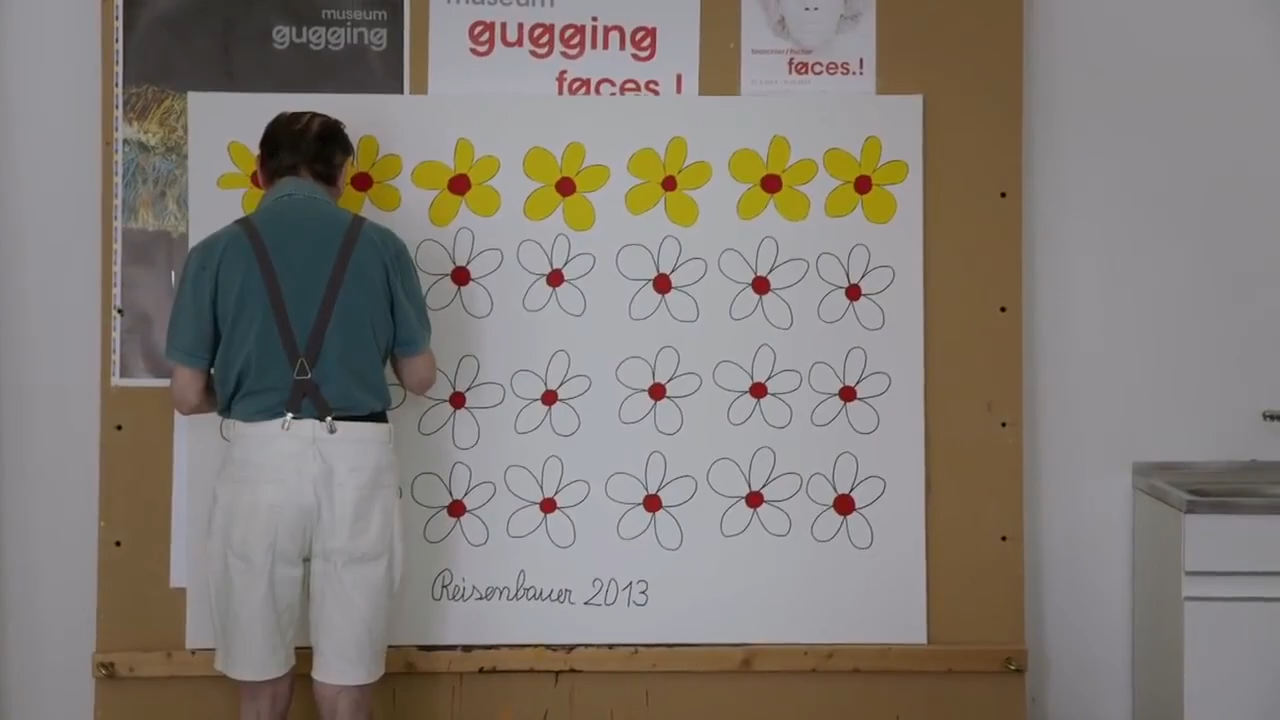 museum
gugging
museum
gugging
faces !
faces.!
Reisenbauer 2013